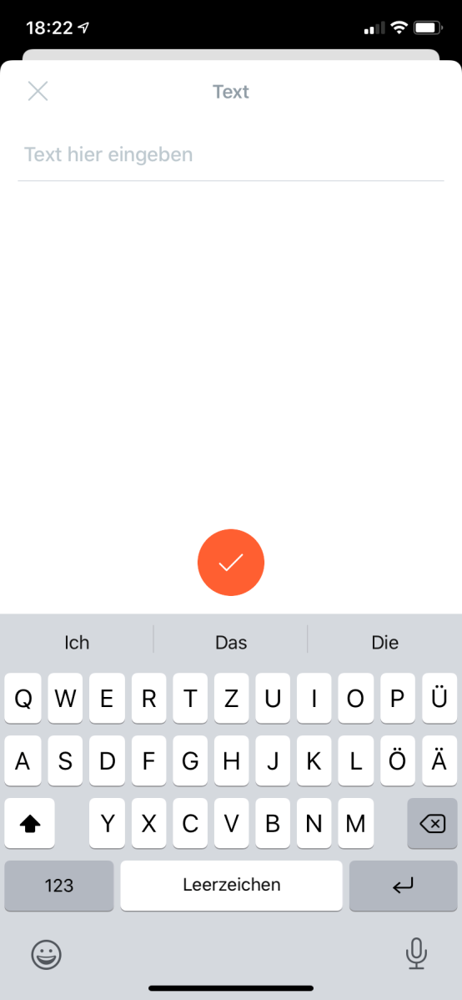 18:22
Text
Text hier eingeben
Ich Das Die
Q W E R T Z U I O P Ü
A S D F G H J K L Ö Ä
Y X C V B N M
123 Leerzeichen